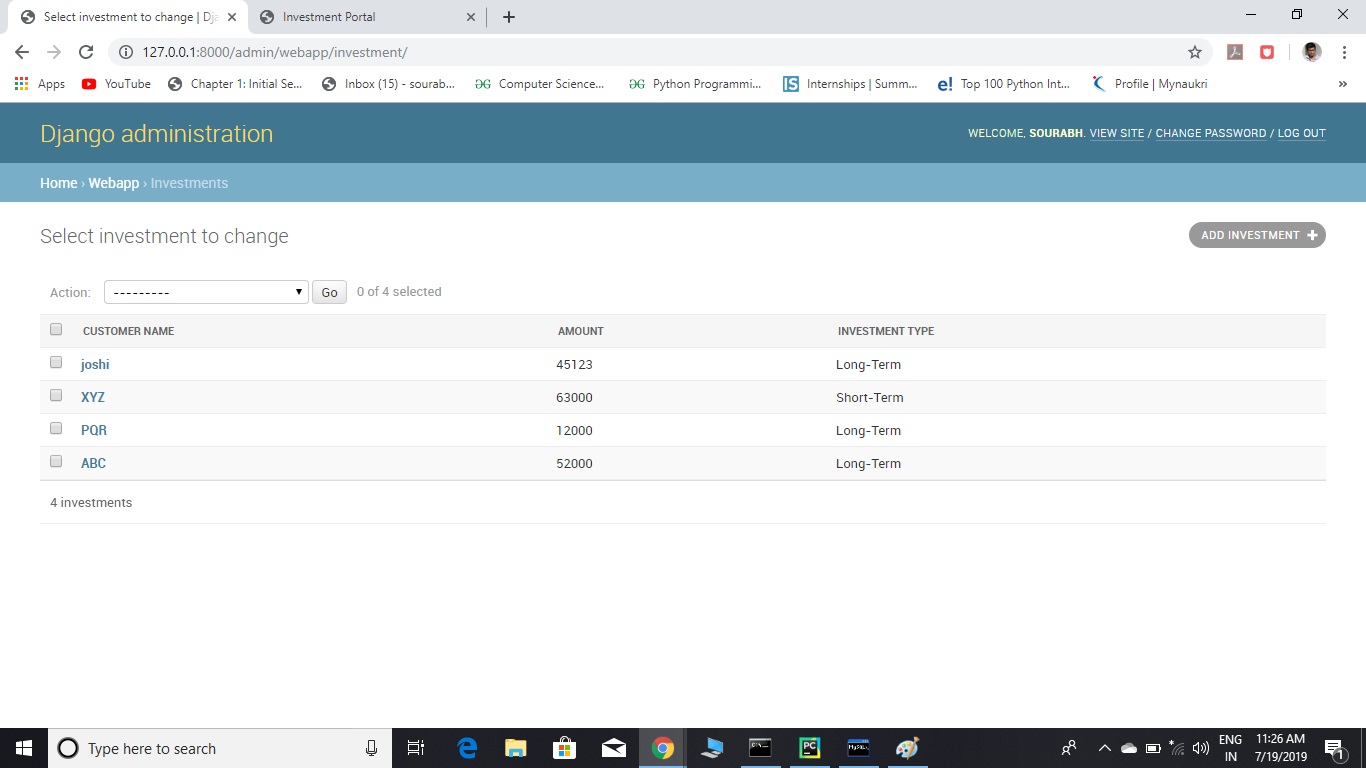 Select investment to change | Dja
Investment Portal
127.0.0.1:8000/admin/webapp/investment/
Apps YouTube Chapter 1: Initial Se... Inbox (15) - sourab... Computer Science... Python Programmi... Internships | Summ... Top 100 Python Int... Profile | Mynaukri »
Django administration
WELCOME, SOURABH. VIEW SITE / CHANGE PASSWORD / LOG OUT
Home › Webapp › Investments
Select investment to change
ADD INVESTMENT +
Action: --------- Go 0 of 4 selected
CUSTOMER NAME AMOUNT INVESTMENT TYPE
joshi 45123 Long-Term
XYZ 63000 Short-Term
PQR 12000 Long-Term
ABC 52000 Long-Term
4 investments
Type here to search
ENG
IN
11:26 AM
7/19/2019
1